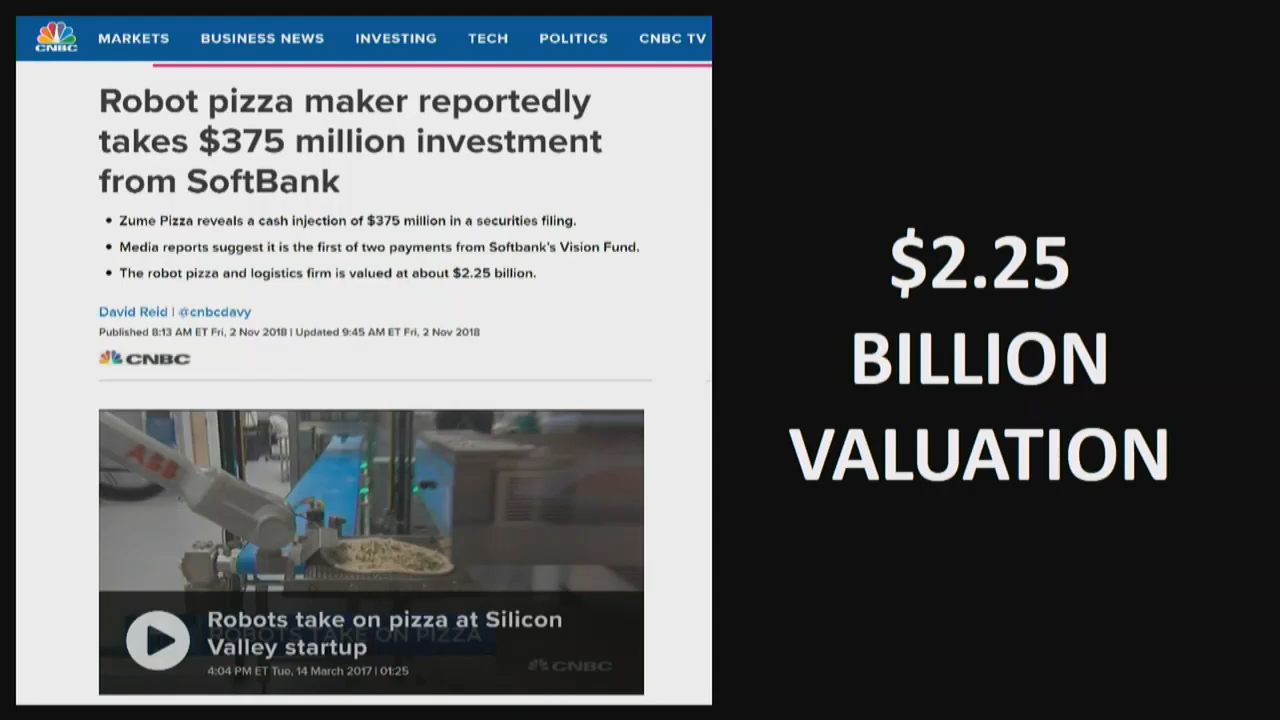 CNBC
MARKETS BUSINESS NEWS INVESTING TECH POLITICS CNBC TV
Robot pizza maker reportedly
takes $375 million investment
from SoftBank
• Zume Pizza reveals a cash injection of $375 million in a securities filing.
• Media reports suggest it is the first of two payments from Softbank's Vision Fund.
• The robot pizza and logistics firm is valued at about $2.25 billion.
David Reid | @cnbcdavy
Published 8:13 AM ET Fri, 2 Nov 2018 | Updated 9:45 AM ET Fri, 2 Nov 2018
CNBC
ABB
Robots take on pizza at Silicon
ROBOTS TAKE ON PIZZA
Valley startup
4:04 PM ET Tue, 14 March 2017 | 01:25
CNBC
$2.25
BILLION
VALUATION